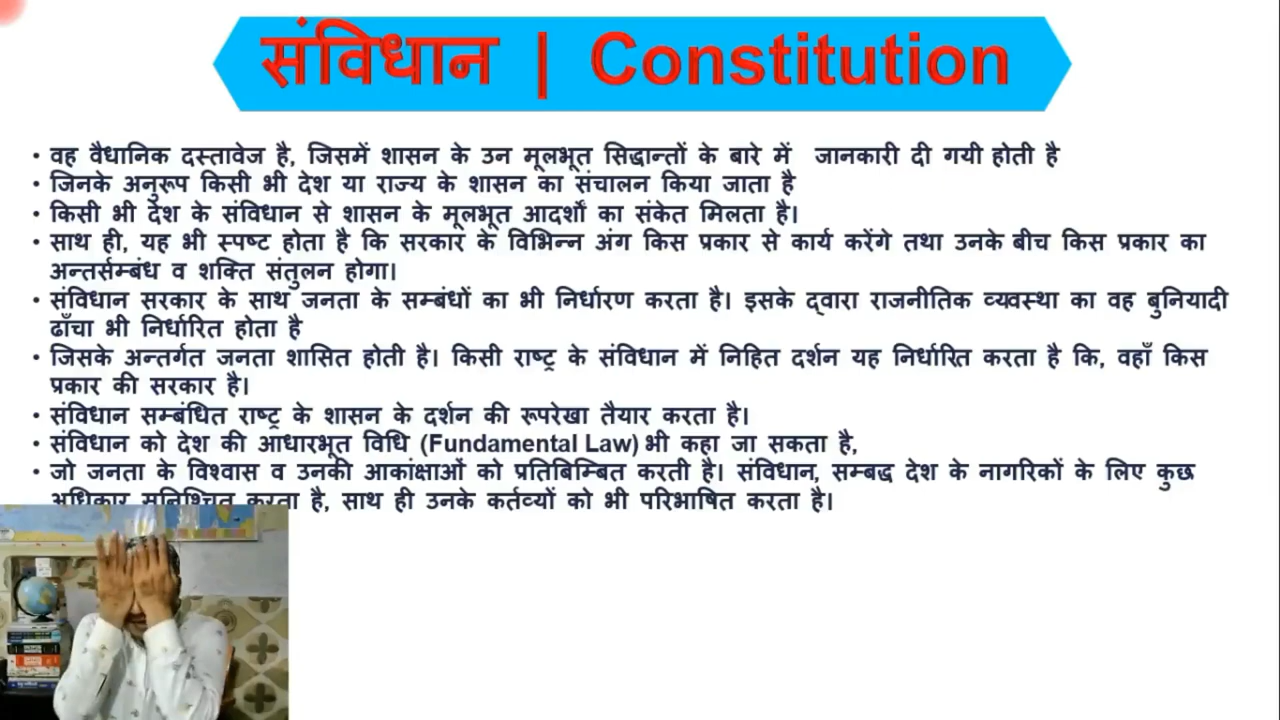 संविधान | Constitution
• वह वैधानिक दस्तावेज है, जिसमें शासन के उन मूलभूत सिद्धान्तों के बारे में जानकारी दी गयी होती है
• जिनके अनुरूप किसी भी देश या राज्य के शासन का संचालन किया जाता है
• किसी भी देश के संविधान से शासन के मूलभूत आदर्शों का संकेत मिलता है।
• साथ ही, यह भी स्पष्ट होता है कि सरकार के विभिन्न अंग किस प्रकार से कार्य करेंगे तथा उनके बीच किस प्रकार का
अन्तर्सम्बंध व शक्ति संतुलन होगा।
• संविधान सरकार के साथ जनता के सम्बंधों का भी निर्धारण करता है। इसके द्वारा राजनीतिक व्यवस्था का वह बुनियादी
ढाँचा भी निर्धारित होता है
• जिसके अन्तर्गत जनता शासित होती है। किसी राष्ट्र के संविधान में निहित दर्शन यह निर्धारित करता है कि, वहाँ किस
प्रकार की सरकार है।
• संविधान सम्बंधित राष्ट्र के शासन के दर्शन की रूपरेखा तैयार करता है।
• संविधान को देश की आधारभूत विधि (Fundamental Law) भी कहा जा सकता है,
• जो जनता के विश्वास व उनकी आकांक्षाओं को प्रतिबिम्बित करती है। संविधान, सम्बद्ध देश के नागरिकों के लिए कुछ
अधिकार सुनिश्चित करता है, साथ ही उनके कर्तव्यों को भी परिभाषित करता है।